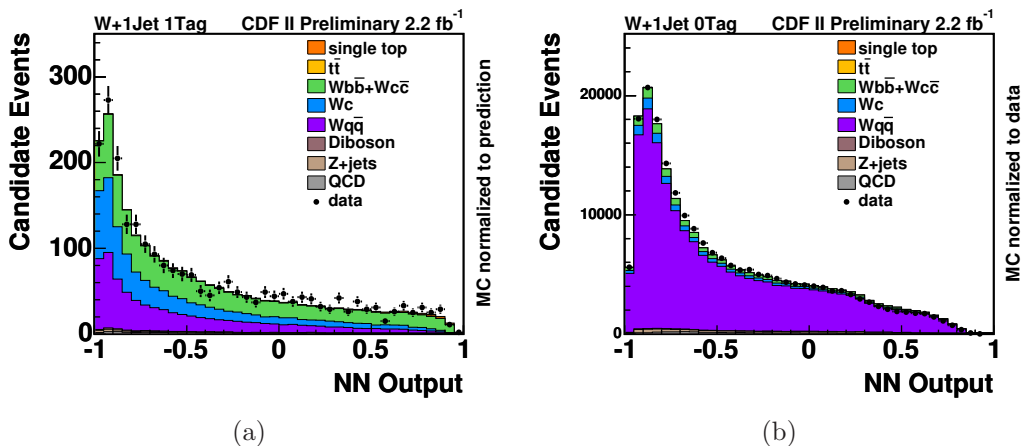 W+1Jet 1Tag CDF II Preliminary 2.2 fb⁻¹
Candidate Events
300
200
100
0
single top
tt̄
Wbb̄+Wcc̄
Wc
Wqq̄
Diboson
Z+jets
QCD
data
MC normalized to prediction
-1 -0.5 0 0.5 1
NN Output
(a)
W+1Jet 0Tag CDF II Preliminary 2.2 fb⁻¹
Candidate Events
20000
10000
0
single top
tt̄
Wbb̄+Wcc̄
Wc
Wqq̄
Diboson
Z+jets
QCD
data
MC normalized to data
-1 -0.5 0 0.5 1
NN Output
(b)